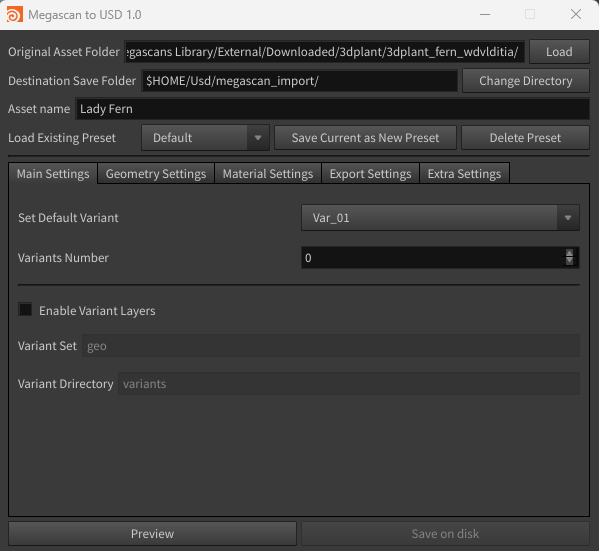 Megascan to USD 1.0
Original Asset Folder egascans Library/External/Downloaded/3dplant/3dplant_fern_wdvlditia/ Load
Destination Save Folder $HOME/Usd/megascan_import/ Change Directory
Asset name Lady Fern
Load Existing Preset Default Save Current as New Preset Delete Preset
Main Settings Geometry Settings Material Settings Export Settings Extra Settings
Set Default Variant Var_01
Variants Number 0
Enable Variant Layers
Variant Set geo
Variant Drirectory variants
Preview Save on disk